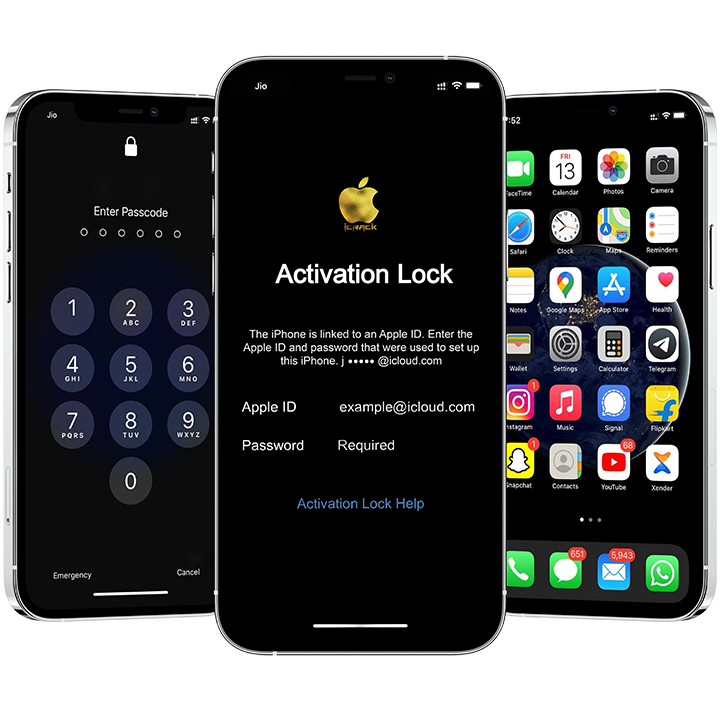 Jio
Enter Passcode
1
2
ABC
3
DEF
4
GHI
5
JKL
6
MNO
7
PQRS
8
TUV
9
WXYZ
0
Emergency
Cancel
Jio
icrack
Activation Lock
The iPhone is linked to an Apple ID. Enter the
Apple ID and password that were used to set up
this iPhone. j ••••• @icloud.com
Apple ID example@icloud.com
Password Required
Activation Lock Help
:52
FRI
13
FaceTime Calendar Photos Camera
Safari Clock Maps Reminders
Notes Google Maps App Store Health
Wallet Settings Calculator Telegram
1
nstagram Music Signal Flipkart
1
68
Snapchat Contacts YouTube Xender
651
5,943